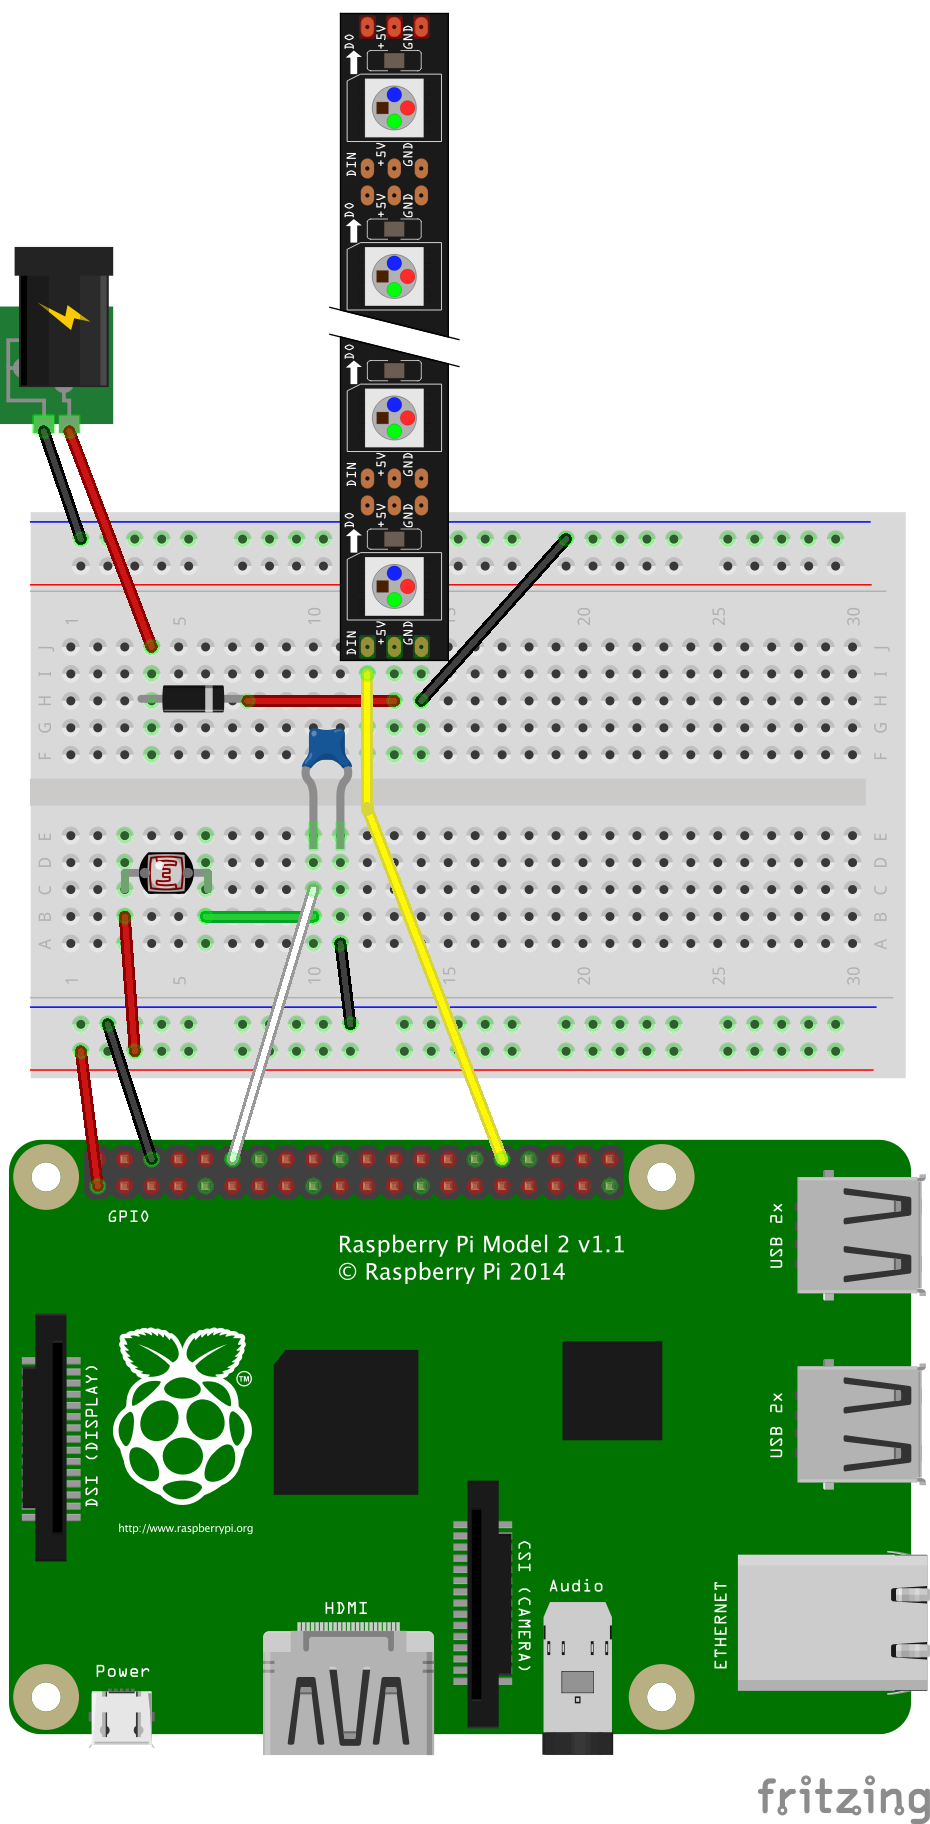 DO +5V GND
DIN +5V GND
DO +5V GND
DO
DIN +5V GND
DO +5V GND
DIN +5V GND
1 5 10 15 20 25 30
J J
I I
H H
G G
F F
E E
D D
C C
B B
A A
1 5 10 15 20 25 30
GPIO
Raspberry Pi Model 2 v1.1
© Raspberry Pi 2014
USB 2x
DSI (DISPLAY)
TM
USB 2x
http://www.raspberrypi.org
CSI (CAMERA)
Audio
ETHERNET
HDMI
Power
fritzing